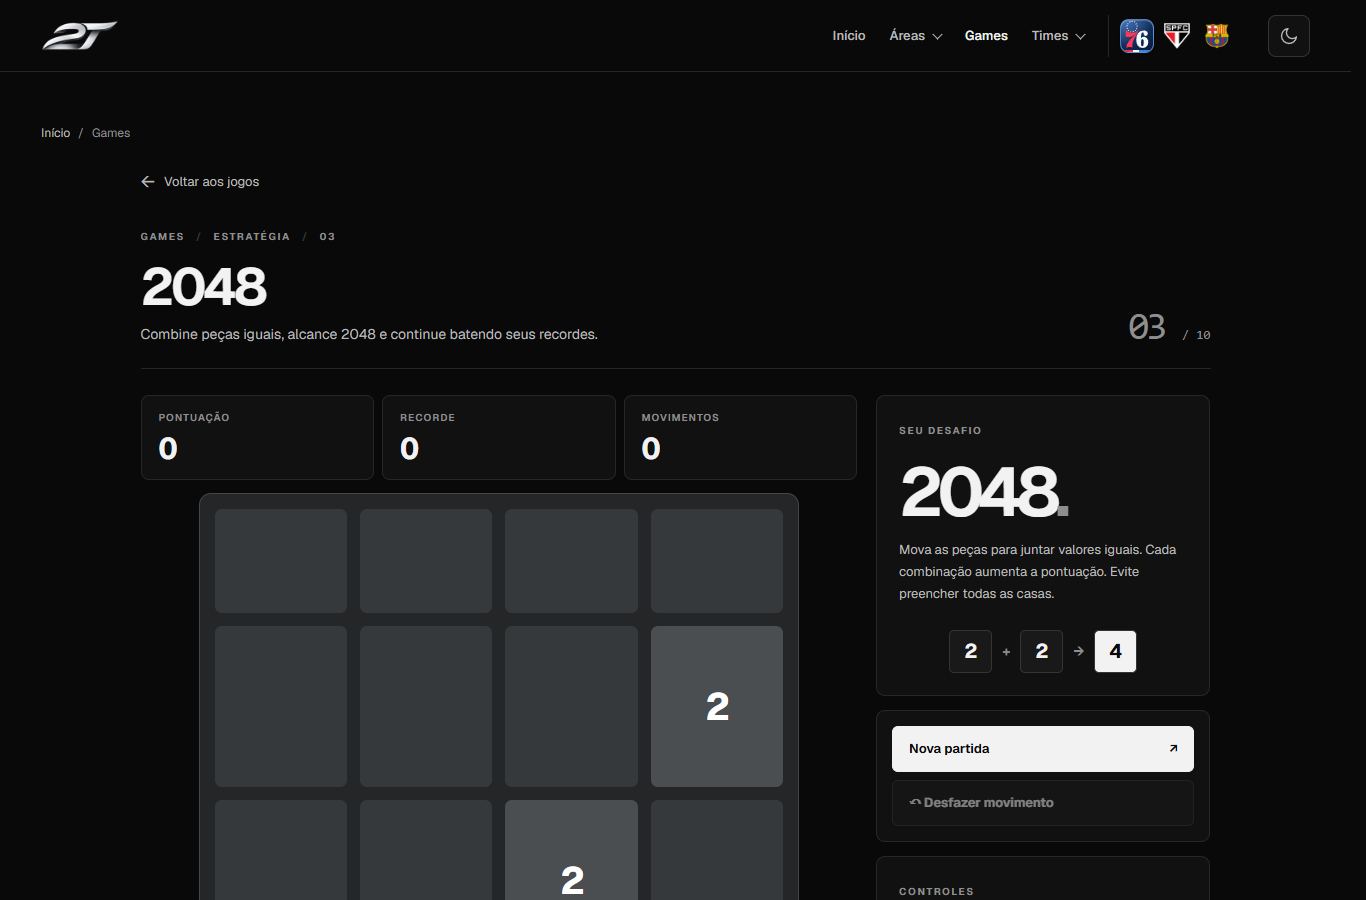 2T
Início Áreas Games Times
76
SPFC
Início / Games
← Voltar aos jogos
GAMES / ESTRATÉGIA / 03
2048
Combine peças iguais, alcance 2048 e continue batendo seus recordes.
03 / 10
PONTUAÇÃO
0
RECORDE
0
MOVIMENTOS
0
2
2
SEU DESAFIO
2048.
Mova as peças para juntar valores iguais. Cada
combinação aumenta a pontuação. Evite
preencher todas as casas.
2 + 2 → 4
Nova partida ↗
↶ Desfazer movimento
CONTROLES